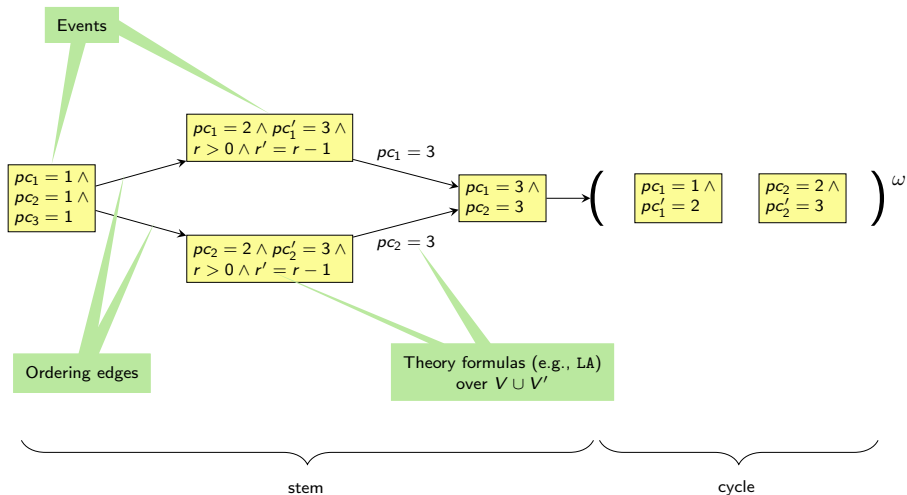 Events
pc₁ = 2 ∧ pc′₁ = 3 ∧
r > 0 ∧ r′ = r − 1
pc₁ = 3
pc₁ = 1 ∧
pc₂ = 1 ∧
pc₃ = 1
pc₁ = 3 ∧
pc₂ = 3
(
pc₁ = 1 ∧
pc′₁ = 2
pc₂ = 2 ∧
pc′₂ = 3
)ω
pc₂ = 2 ∧ pc′₂ = 3 ∧
r > 0 ∧ r′ = r − 1
pc₂ = 3
Ordering edges
Theory formulas (e.g., LA)
over V ∪ V′
stem
cycle